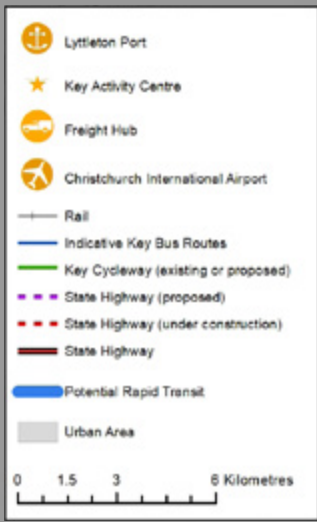 Lyttleton Port
Key Activity Centre
Freight Hub
Christchurch International Airport
Rail
Indicative Key Bus Routes
Key Cycleway (existing or proposed)
State Highway (proposed)
State Highway (under construction)
State Highway
Potential Rapid Transit
Urban Area
0 1.5 3 6 Kilometres